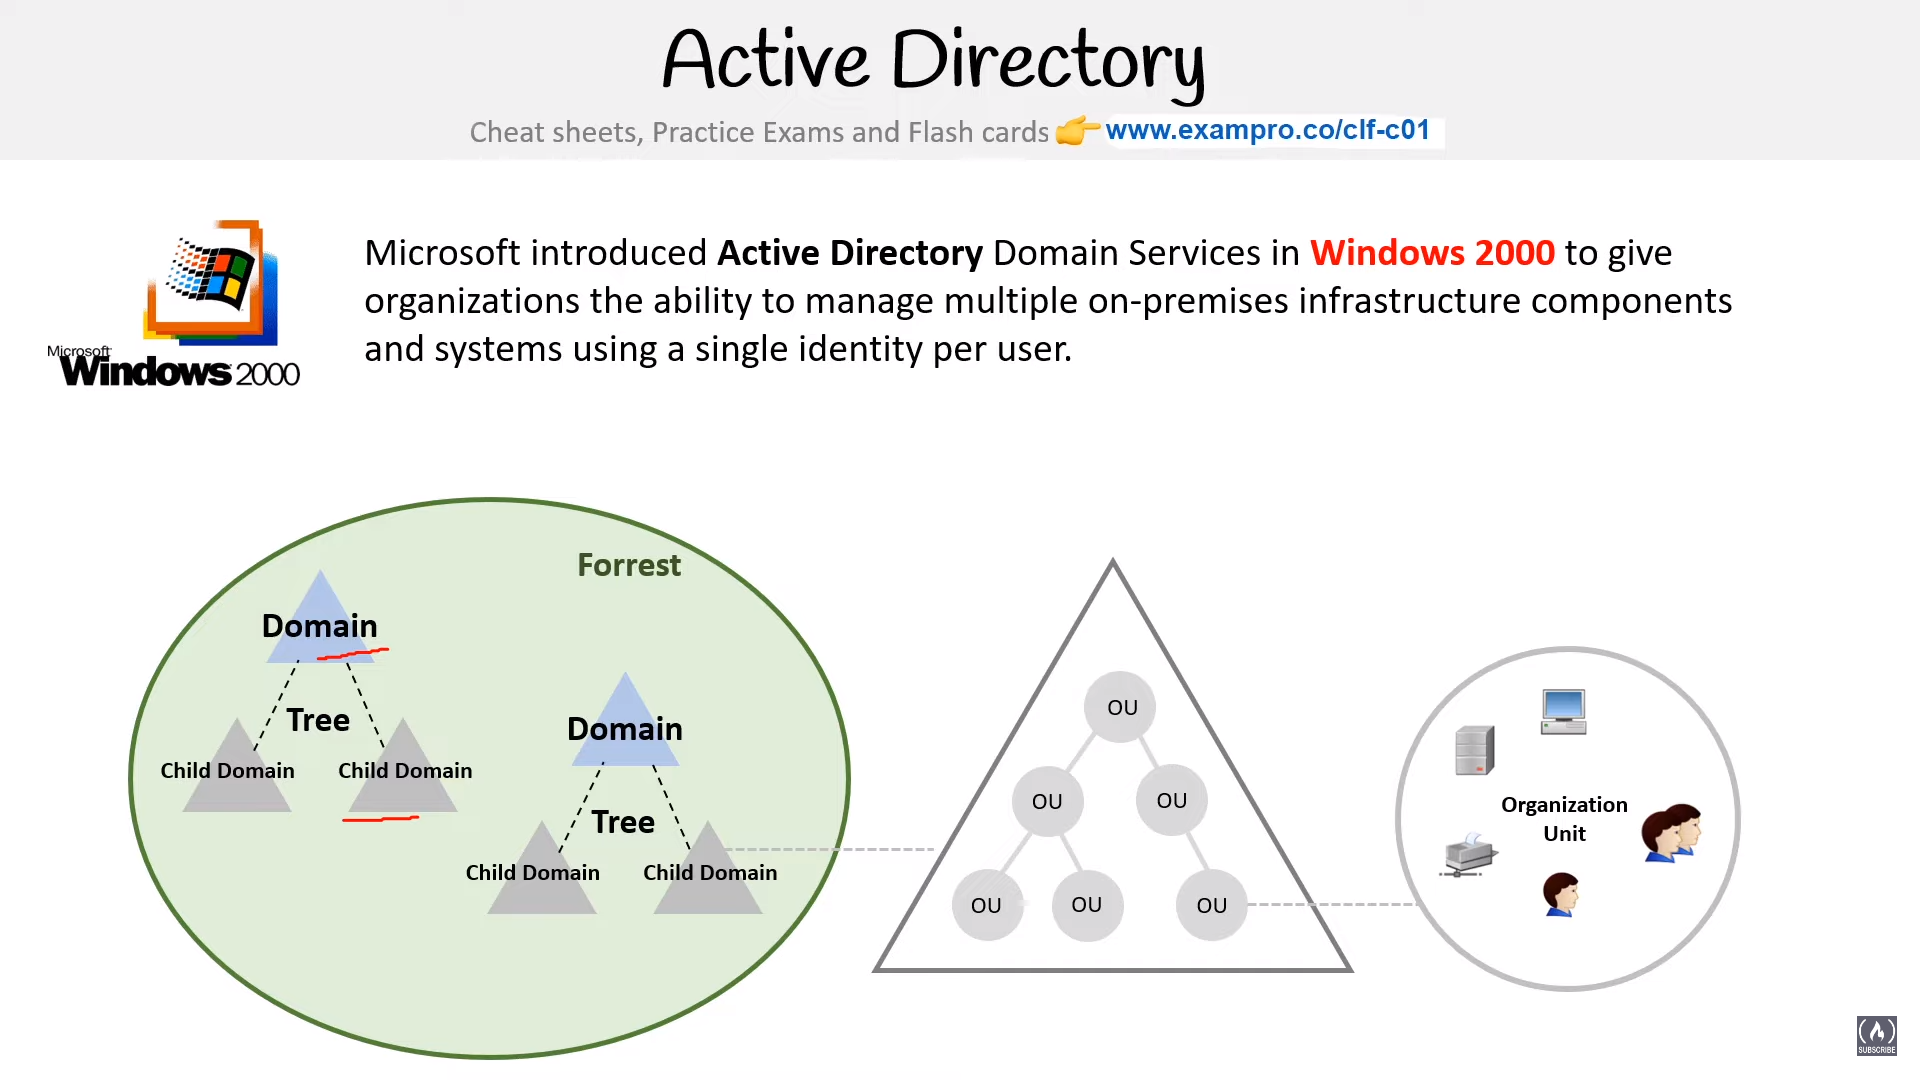 Active Directory
Cheat sheets, Practice Exams and Flash cards 👉 www.exampro.co/clf-c01
Microsoft introduced Active Directory Domain Services in Windows 2000 to give
organizations the ability to manage multiple on-premises infrastructure components
and systems using a single identity per user.
Microsoft
Windows 2000
Forrest
Domain
Tree
Child Domain
Child Domain
Domain
Tree
Child Domain
Child Domain
OU
OU
OU
OU
OU
OU
Organization
Unit
SUBSCRIBE